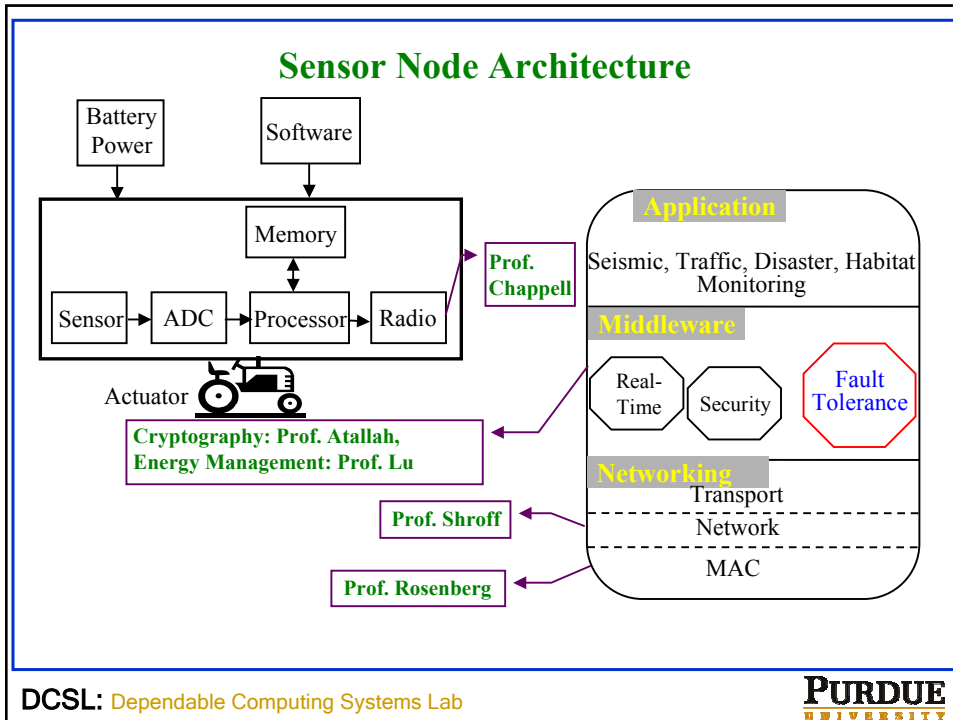 Sensor Node Architecture
Battery
Power
Software
Memory
Sensor
ADC
Processor
Radio
Actuator
Prof.
Chappell
Cryptography: Prof. Atallah,
Energy Management: Prof. Lu
Prof. Shroff
Prof. Rosenberg
Application
Seismic, Traffic, Disaster, Habitat
Monitoring
Middleware
Real-
Time
Security
Fault
Tolerance
Networking
Transport
Network
MAC
DCSL: Dependable Computing Systems Lab
PURDUE
UNIVERSITY